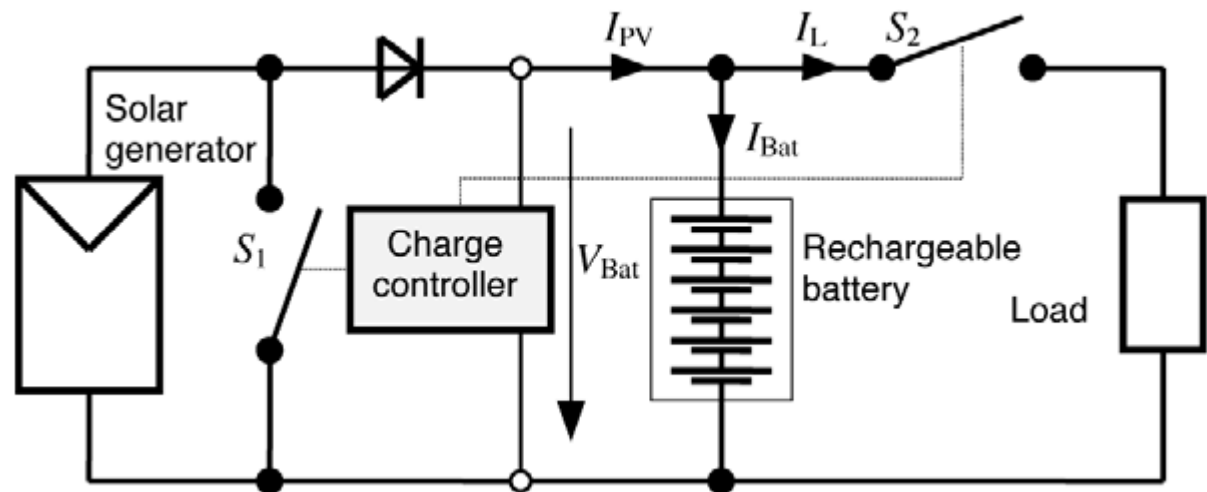 I_PV
I_L
S_2
Solar
generator
I_Bat
S_1
Charge
controller
V_Bat
Rechargeable
battery
Load